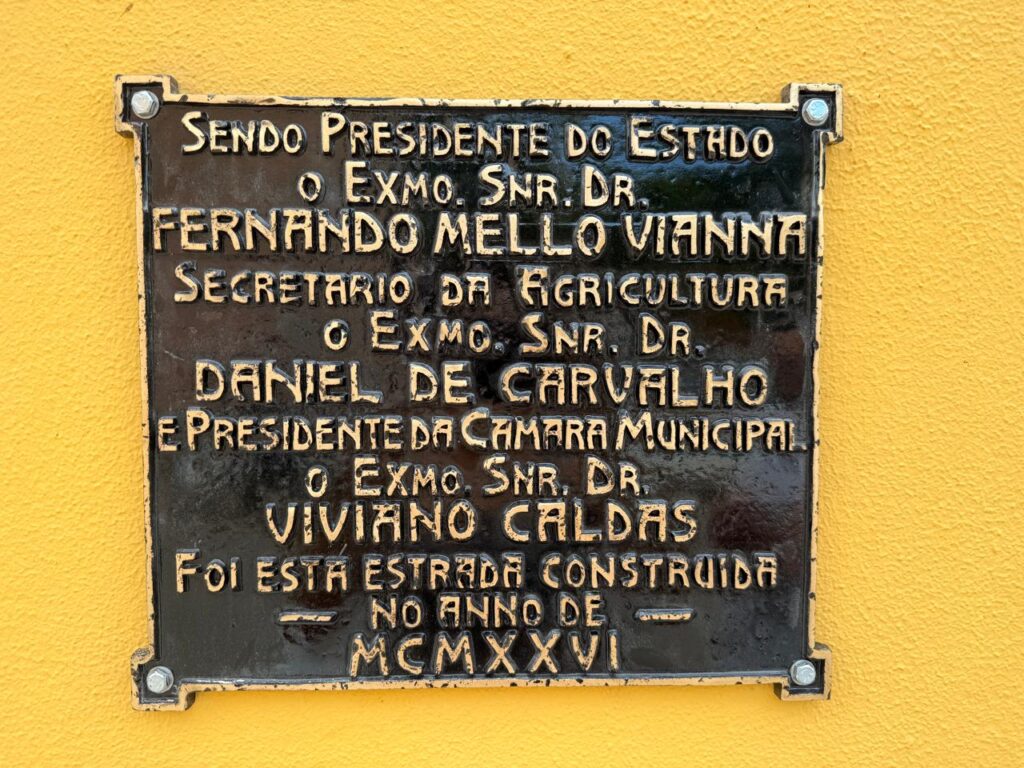 SENDO PRESIDENTE DO ESTADO
O EXMO. SNR. DR.
FERNANDO MELLO VIANNA
SECRETARIO DA AGRICULTURA
O EXMO. SNR. DR.
DANIEL DE CARVALHO
E PRESIDENTE DA CAMARA MUNICIPAL
O EXMO. SNR. DR.
VIVIANO CALDAS
FOI ESTA ESTRADA CONSTRUIDA
— NO ANNO DE —
MCMXXVI